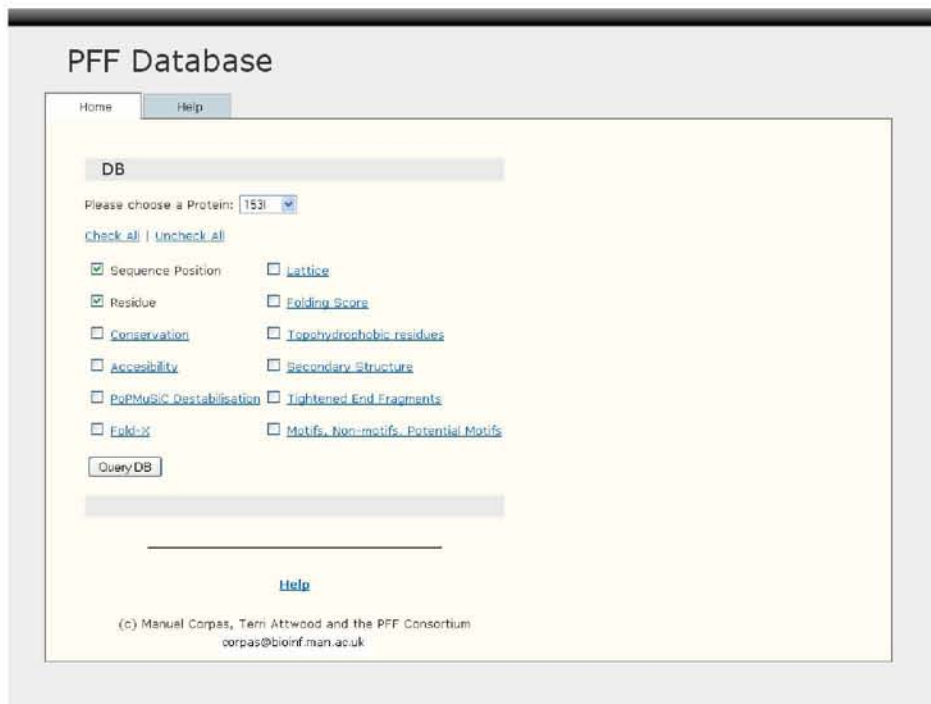 PFF Database
Home Help
DB
Please choose a Protein: 153l
Check All | Uncheck All
Sequence Position Lattice
Residue Folding Score
Conservation Topohydrophobic residues
Accesibility Secondary Structure
PoPMuSiC Destabilisation Tightened End Fragments
Fold-X Motifs, Non-motifs, Potential Motifs
Query DB
Help
(c) Manuel Corpas, Terri Attwood and the PFF Consortium
corpas@bioinf.man.ac.uk